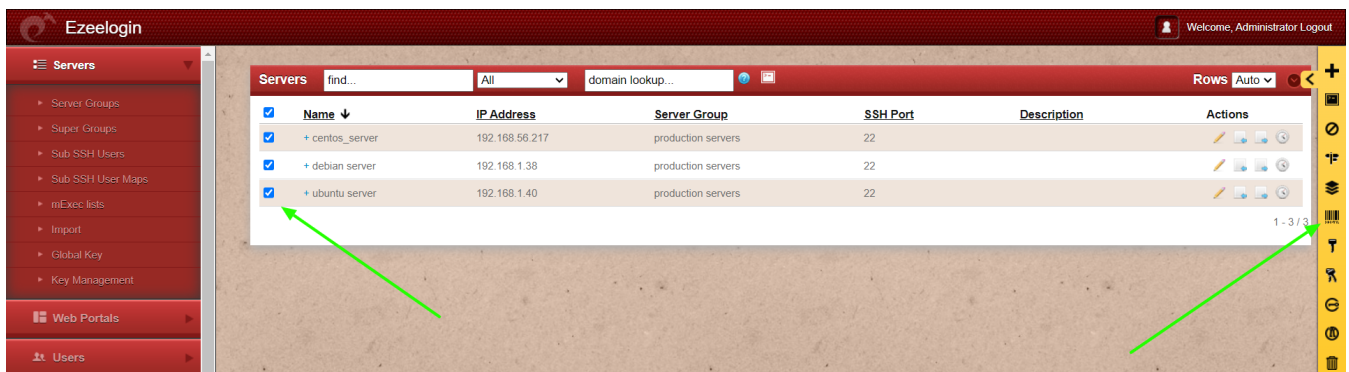 Ezeelogin
Welcome, Administrator Logout
Servers
Server Groups
Super Groups
Sub SSH Users
Sub SSH User Maps
mExec lists
Import
Global Key
Key Management
Web Portals
Users
Servers find... All domain lookup... Rows Auto
Name IP Address Server Group SSH Port Description Actions
+ centos_server 192.168.56.217 production servers 22
+ debian server 192.168.1.38 production servers 22
+ ubuntu server 192.168.1.40 production servers 22
1 - 3 / 3